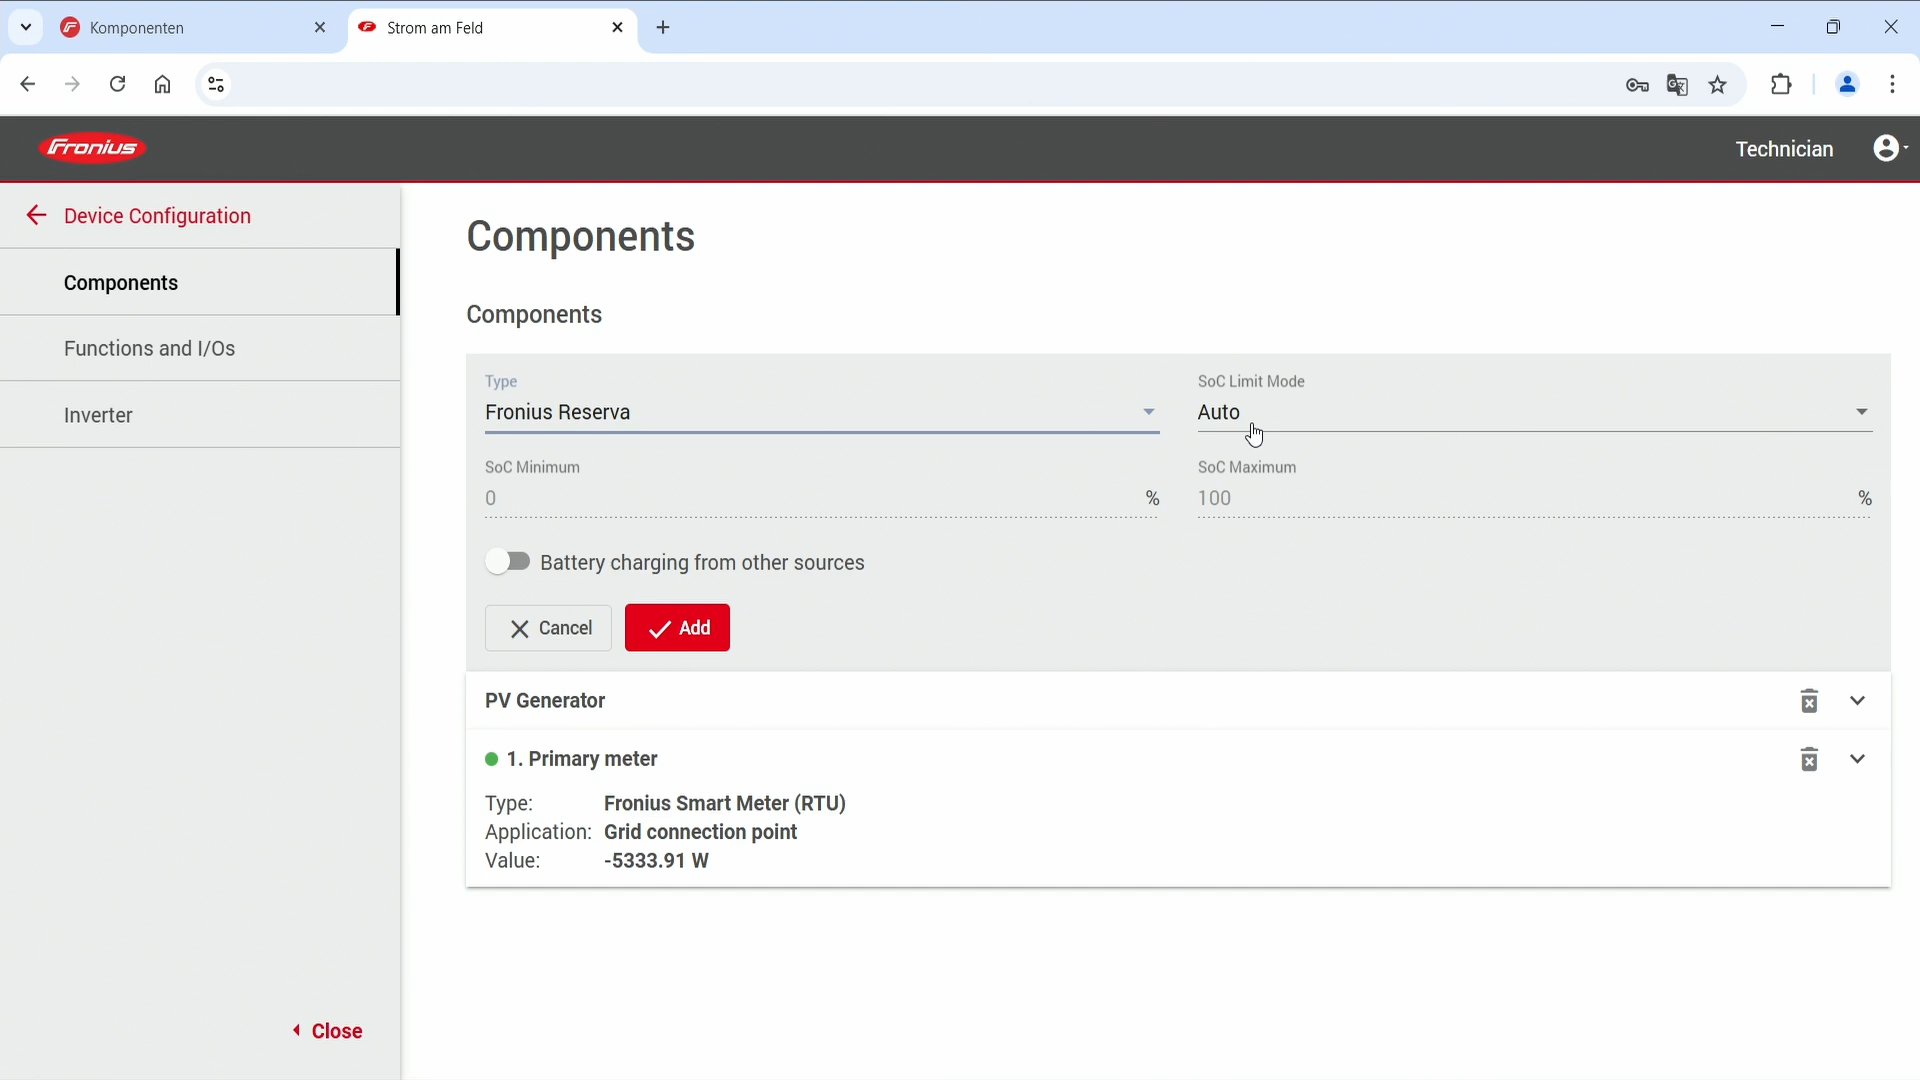 Komponenten
Strom am Feld
Fronius
Technician
Device Configuration
Components
Functions and I/Os
Inverter
Close
Components
Components
Type
Fronius Reserva
SoC Limit Mode
Auto
SoC Minimum
0 %
SoC Maximum
100 %
Battery charging from other sources
Cancel
Add
PV Generator
1. Primary meter
Type: Fronius Smart Meter (RTU)
Application: Grid connection point
Value: -5333.91 W